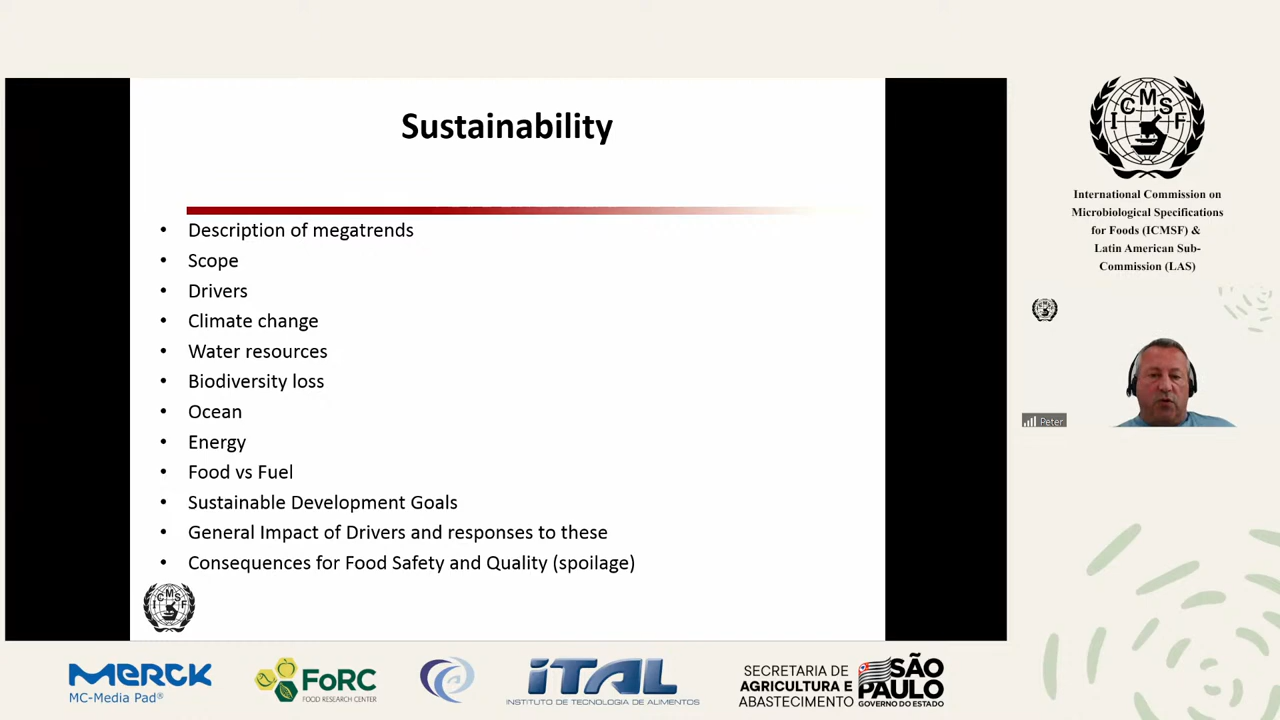 Sustainability
• Description of megatrends
• Scope
• Drivers
• Climate change
• Water resources
• Biodiversity loss
• Ocean
• Energy
• Food vs Fuel
• Sustainable Development Goals
• General Impact of Drivers and responses to these
• Consequences for Food Safety and Quality (spoilage)
ICMSF
ICMSF
International Commission on
Microbiological Specifications
for Foods (ICMSF) &
Latin American Sub-
Commission (LAS)
Peter
MERCK
MC-Media Pad®
FoRC
FOOD RESEARCH CENTER
iTAL
INSTITUTO DE TECNOLOGIA DE ALIMENTOS
SECRETARIA DE
AGRICULTURA E
ABASTECIMENTO
SÃO
PAULO
GOVERNO DO ESTADO